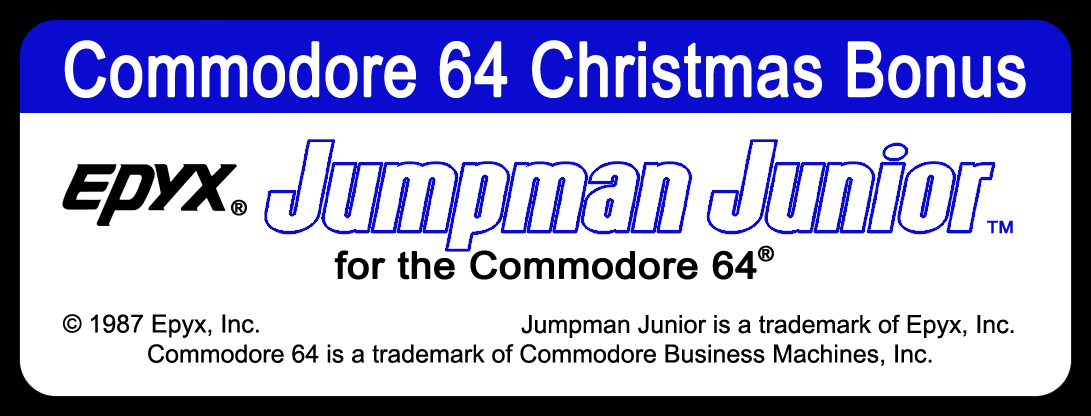 Commodore 64 Christmas Bonus
EPYX® Jumpman Junior™
for the Commodore 64®
© 1987 Epyx, Inc. Jumpman Junior is a trademark of Epyx, Inc.
Commodore 64 is a trademark of Commodore Business Machines, Inc.